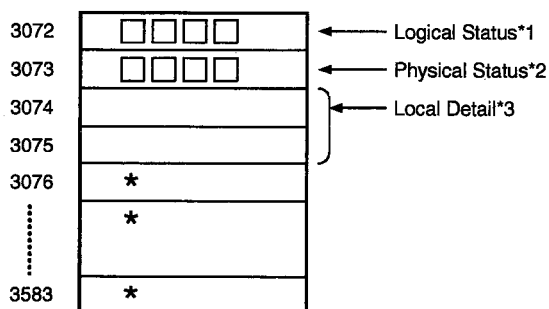 3072 □□□□ Logical Status*1
3073 □□□□ Physical Status*2
3074 Local Detail*3
3075
3076 *
*
3583 *